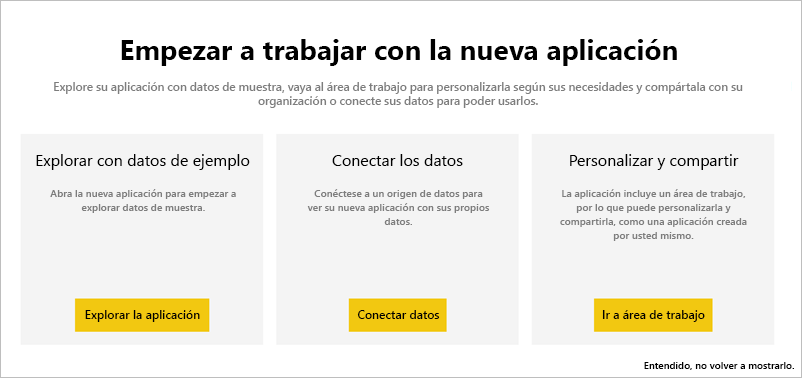 Empezar a trabajar con la nueva aplicación
Explore su aplicación con datos de muestra, vaya al área de trabajo para personalizarla según sus necesidades y compártala con su
organización o conecte sus datos para poder usarlos.
Explorar con datos de ejemplo
Abra la nueva aplicación para empezar a
explorar datos de muestra.
Explorar la aplicación
Conectar los datos
Conéctese a un origen de datos para
ver su nueva aplicación con sus propios
datos.
Conectar datos
Personalizar y compartir
La aplicación incluye un área de trabajo,
por lo que puede personalizarla y
compartirla, como una aplicación creada
por usted mismo.
Ir a área de trabajo
Entendido, no volver a mostrarlo.